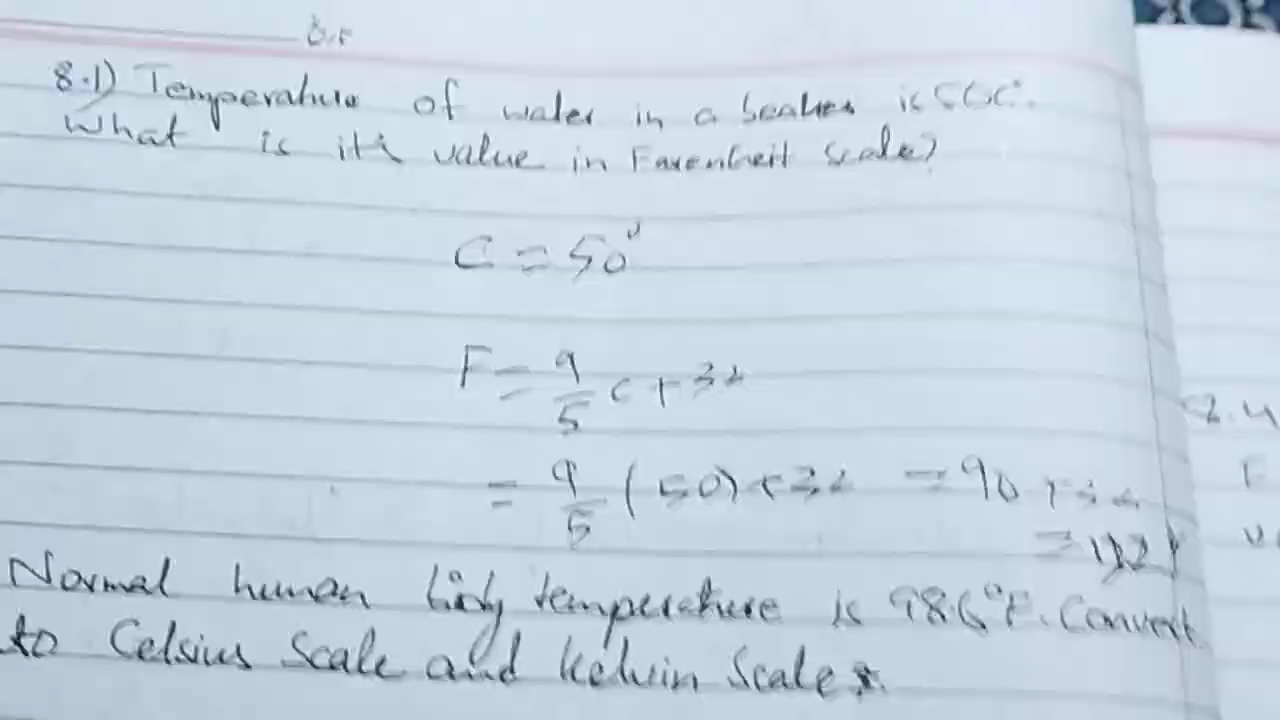 8.1) Temperature of water in a beaker is 50C°.
What is it's value in Farenheit scale?
C = 50°
F = 9/5 C + 32
= 9/5 (50) + 32 = 90 + 32
= 122
Normal human body temperature is 98.6°F. Convert
to Celsius Scale and Kelvin Scale.